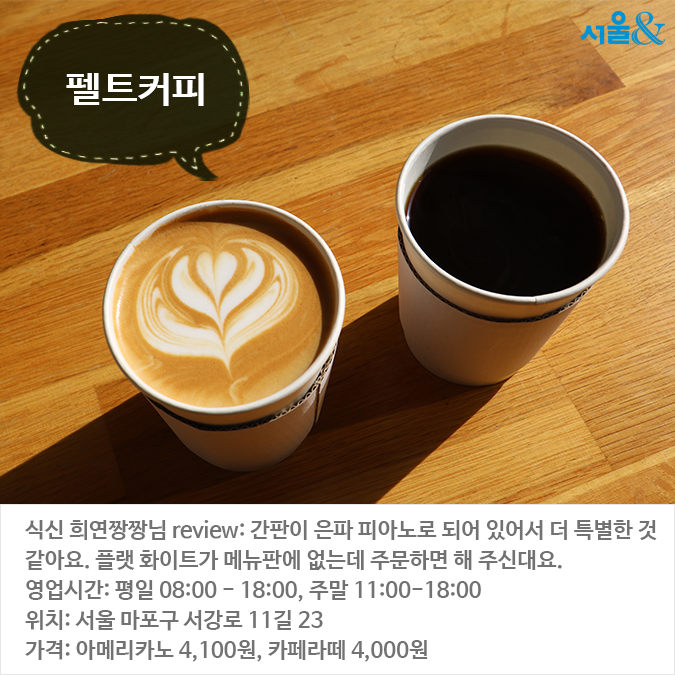 서울&
펠트커피
식신 희연짱짱님 review: 간판이 은파 피아노로 되어 있어서 더 특별한 것
같아요. 플랫 화이트가 메뉴판에 없는데 주문하면 해 주신대요.
영업시간: 평일 08:00 - 18:00, 주말 11:00-18:00
위치: 서울 마포구 서강로 11길 23
가격: 아메리카노 4,100원, 카페라떼 4,000원